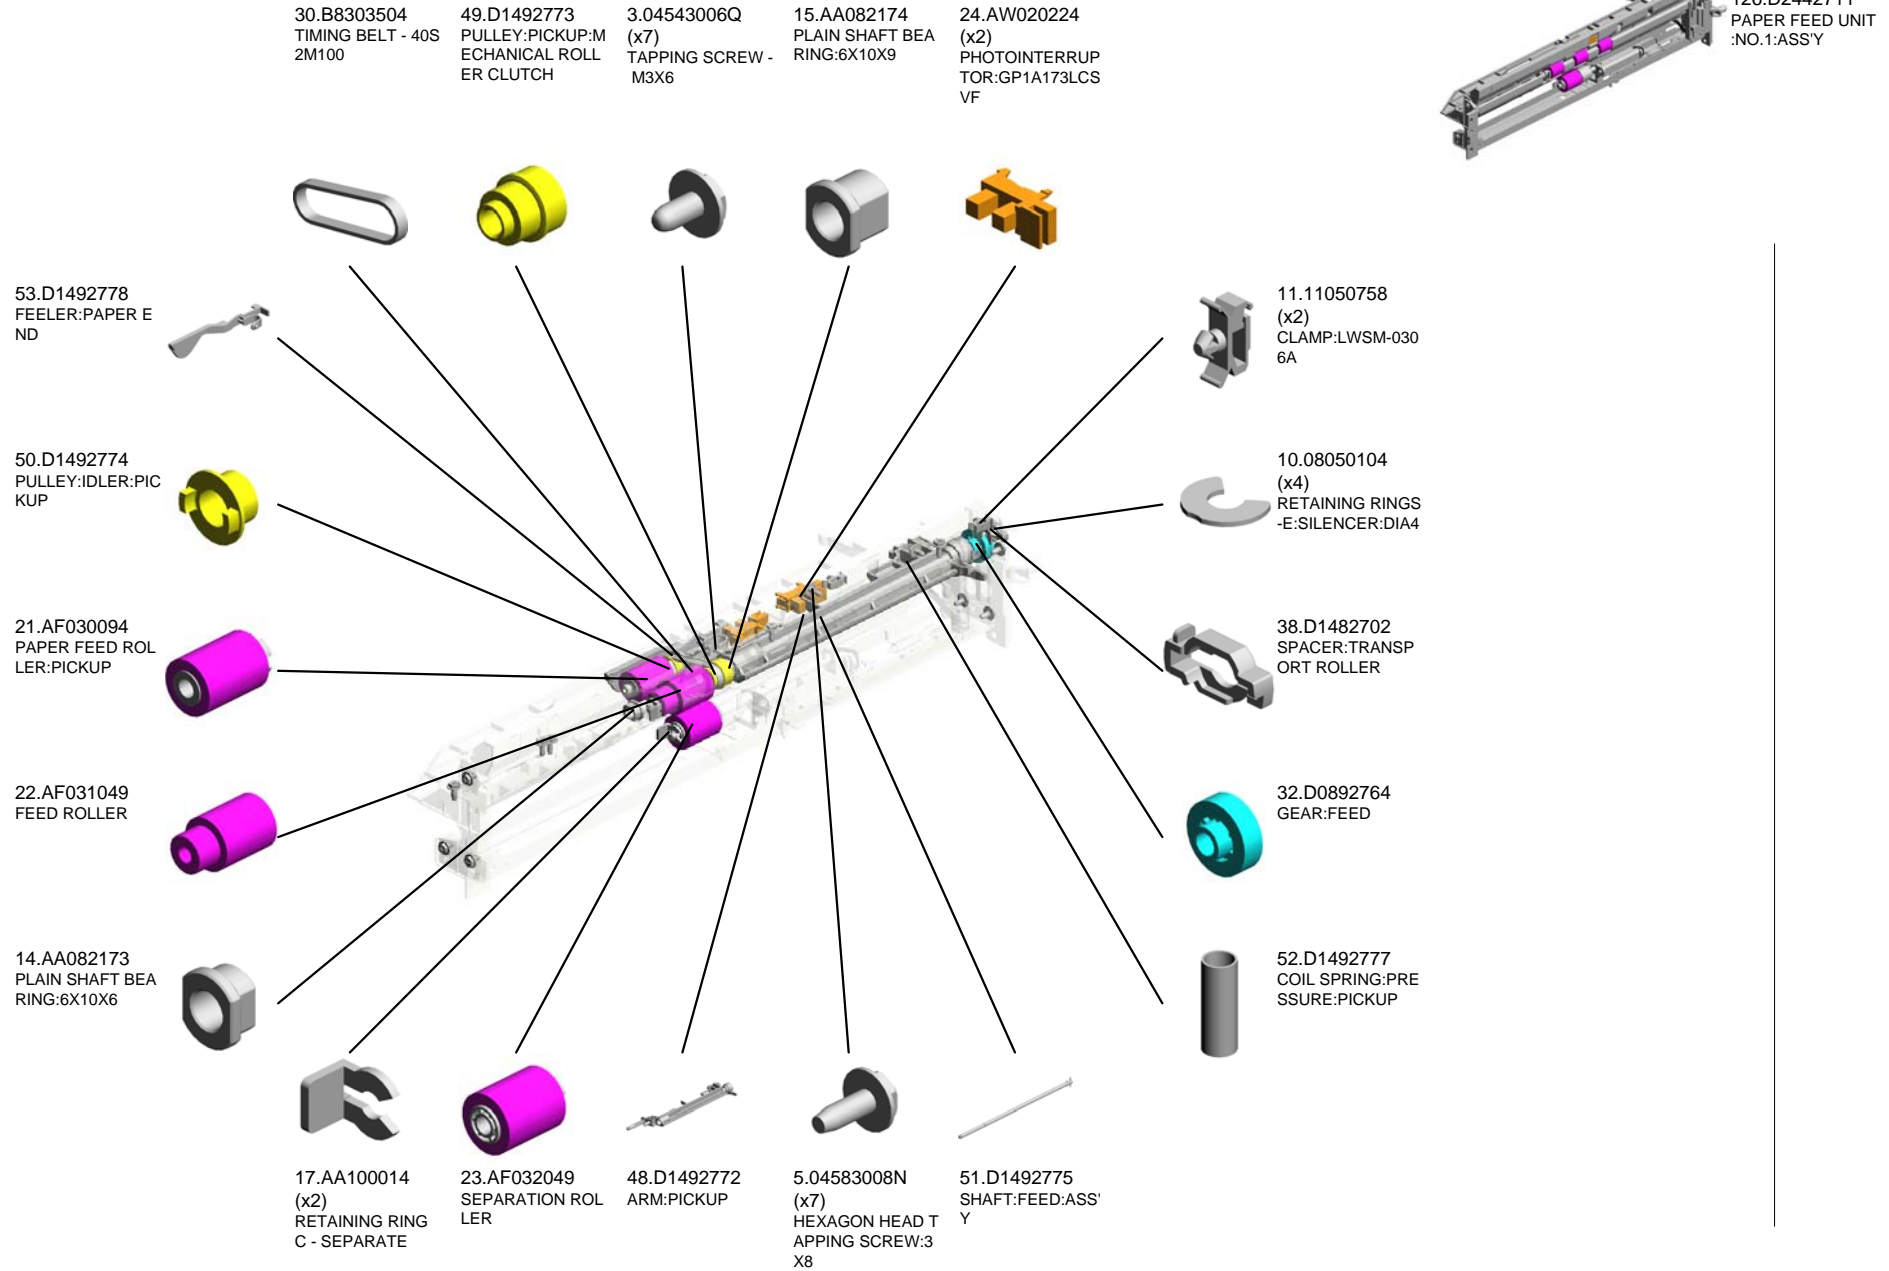 30.B8303504
TIMING BELT - 40S
2M100
49.D1492773
PULLEY:PICKUP:M
ECHANICAL ROLL
ER CLUTCH
3.04543006Q
(x7)
TAPPING SCREW -
M3X6
15.AA082174
PLAIN SHAFT BEA
RING:6X10X9
24.AW020224
(x2)
PHOTOINTERRUP
TOR:GP1A173LCS
VF
PAPER FEED UNIT
:NO.1:ASS'Y
53.D1492778
FEELER:PAPER E
ND
11.11050758
(x2)
CLAMP:LWSM-030
6A
50.D1492774
PULLEY:IDLER:PIC
KUP
10.08050104
(x4)
RETAINING RINGS
-E:SILENCER:DIA4
21.AF030094
PAPER FEED ROL
LER:PICKUP
38.D1482702
SPACER:TRANSP
ORT ROLLER
22.AF031049
FEED ROLLER
32.D0892764
GEAR:FEED
14.AA082173
PLAIN SHAFT BEA
RING:6X10X6
52.D1492777
COIL SPRING:PRE
SSURE:PICKUP
17.AA100014
(x2)
RETAINING RING
C - SEPARATE
23.AF032049
SEPARATION ROL
LER
48.D1492772
ARM:PICKUP
5.04583008N
(x7)
HEXAGON HEAD T
APPING SCREW:3
X8
51.D1492775
SHAFT:FEED:ASS'
Y